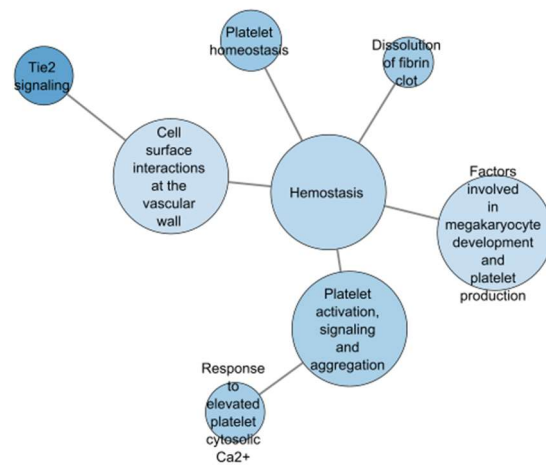 Platelet
homeostasis
Dissolution
of fibrin
clot
Tie2
signaling
Cell
surface
interactions
at the
vascular
wall
Hemostasis
Factors
involved
in
megakaryocyte
development
and
platelet
production
Platelet
activation,
signaling
and
aggregation
Response
to
elevated
platelet
cytosolic
Ca2+